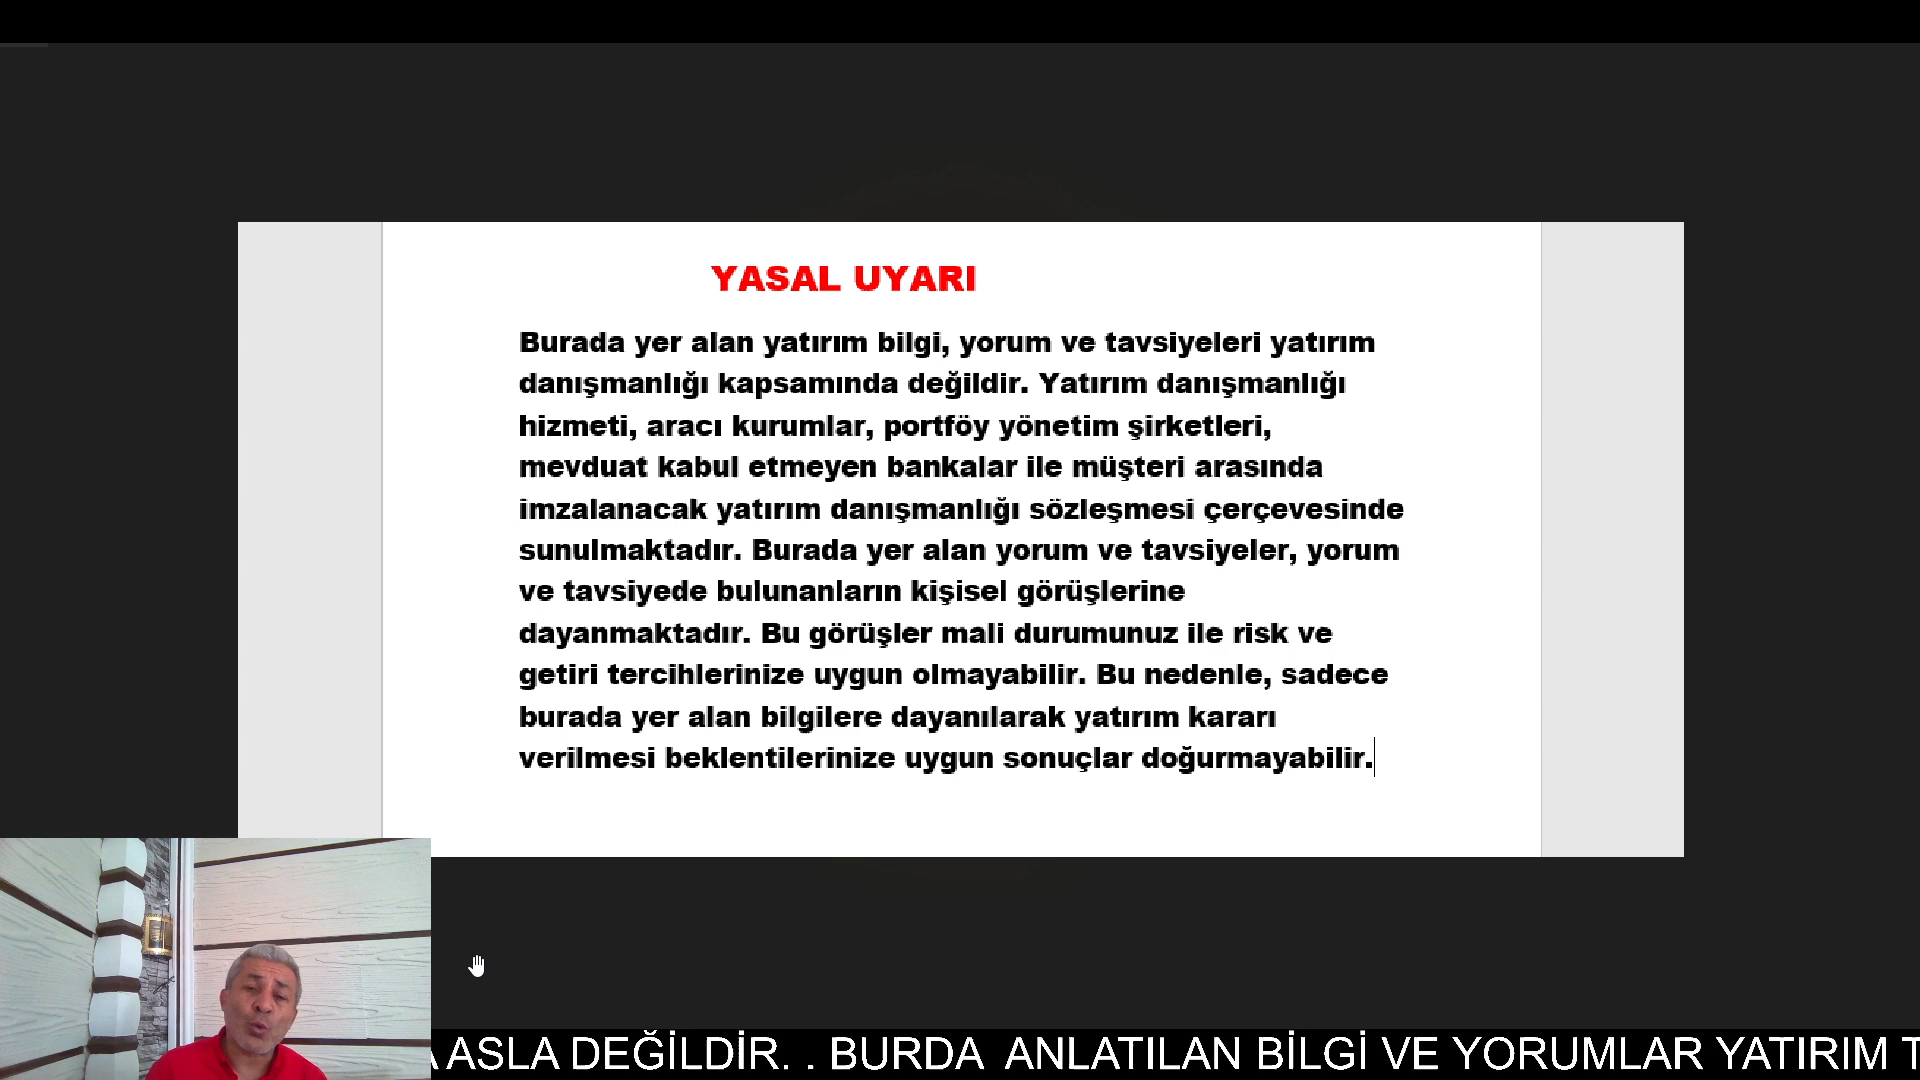 YASAL UYARI
Burada yer alan yatırım bilgi, yorum ve tavsiyeleri yatırım
danışmanlığı kapsamında değildir. Yatırım danışmanlığı
hizmeti, aracı kurumlar, portföy yönetim şirketleri,
mevduat kabul etmeyen bankalar ile müşteri arasında
imzalanacak yatırım danışmanlığı sözleşmesi çerçevesinde
sunulmaktadır. Burada yer alan yorum ve tavsiyeler, yorum
ve tavsiyede bulunanların kişisel görüşlerine
dayanmaktadır. Bu görüşler mali durumunuz ile risk ve
getiri tercihlerinize uygun olmayabilir. Bu nedenle, sadece
burada yer alan bilgilere dayanılarak yatırım kararı
verilmesi beklentilerinize uygun sonuçlar doğurmayabilir.
ASLA DEĞİLDİR. . BURDA ANLATILAN BİLGİ VE YORUMLAR YATIRIM